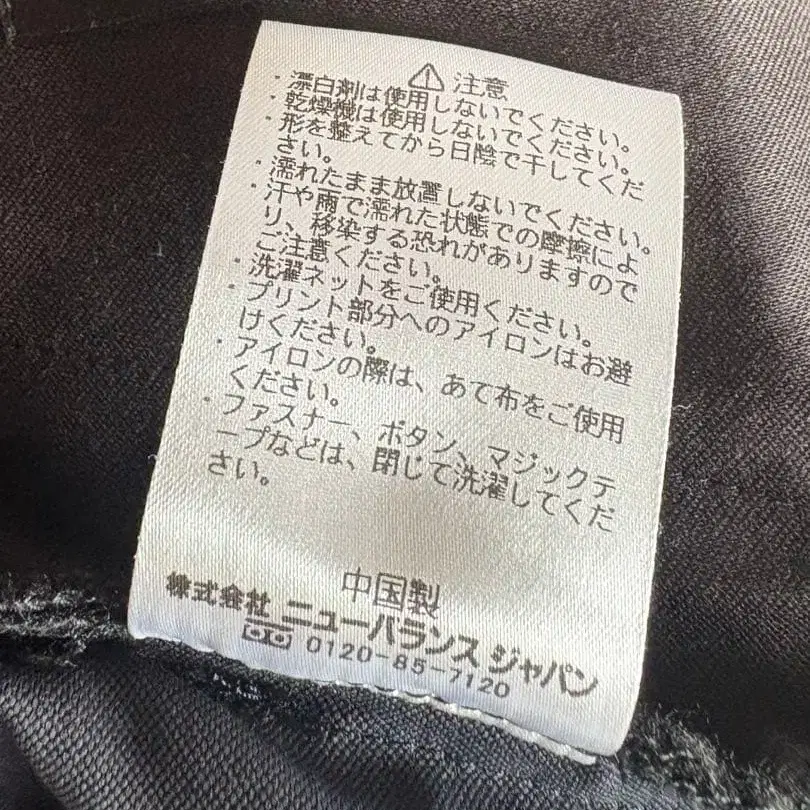 ⚠ 注意
・漂白剤は使用しないでください。
・乾燥機は使用しないでください。
・形を整えてから日陰で干してくだ
さい。
・濡れたまま放置しないでください。
・汗や雨で濡れた状態での摩擦によ
り、移染する恐れがありますので
ご注意ください。
・洗濯ネットをご使用ください。
・プリント部分へのアイロンはお避
けください。
・アイロンの際は、あて布をご使用
ください。
・ファスナー、ボタン、マジックテ
ープなどは、閉じて洗濯してくだ
さい。
中国製
株式会社 ニューバランス ジャパン
0120-85-7120